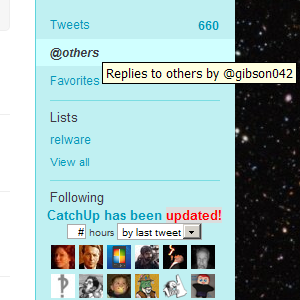 Tweets 660
@others
Replies to others by @gibson042
Favorites
Lists
relware
View all
Following
CatchUp has been updated!
# hours by last tweet